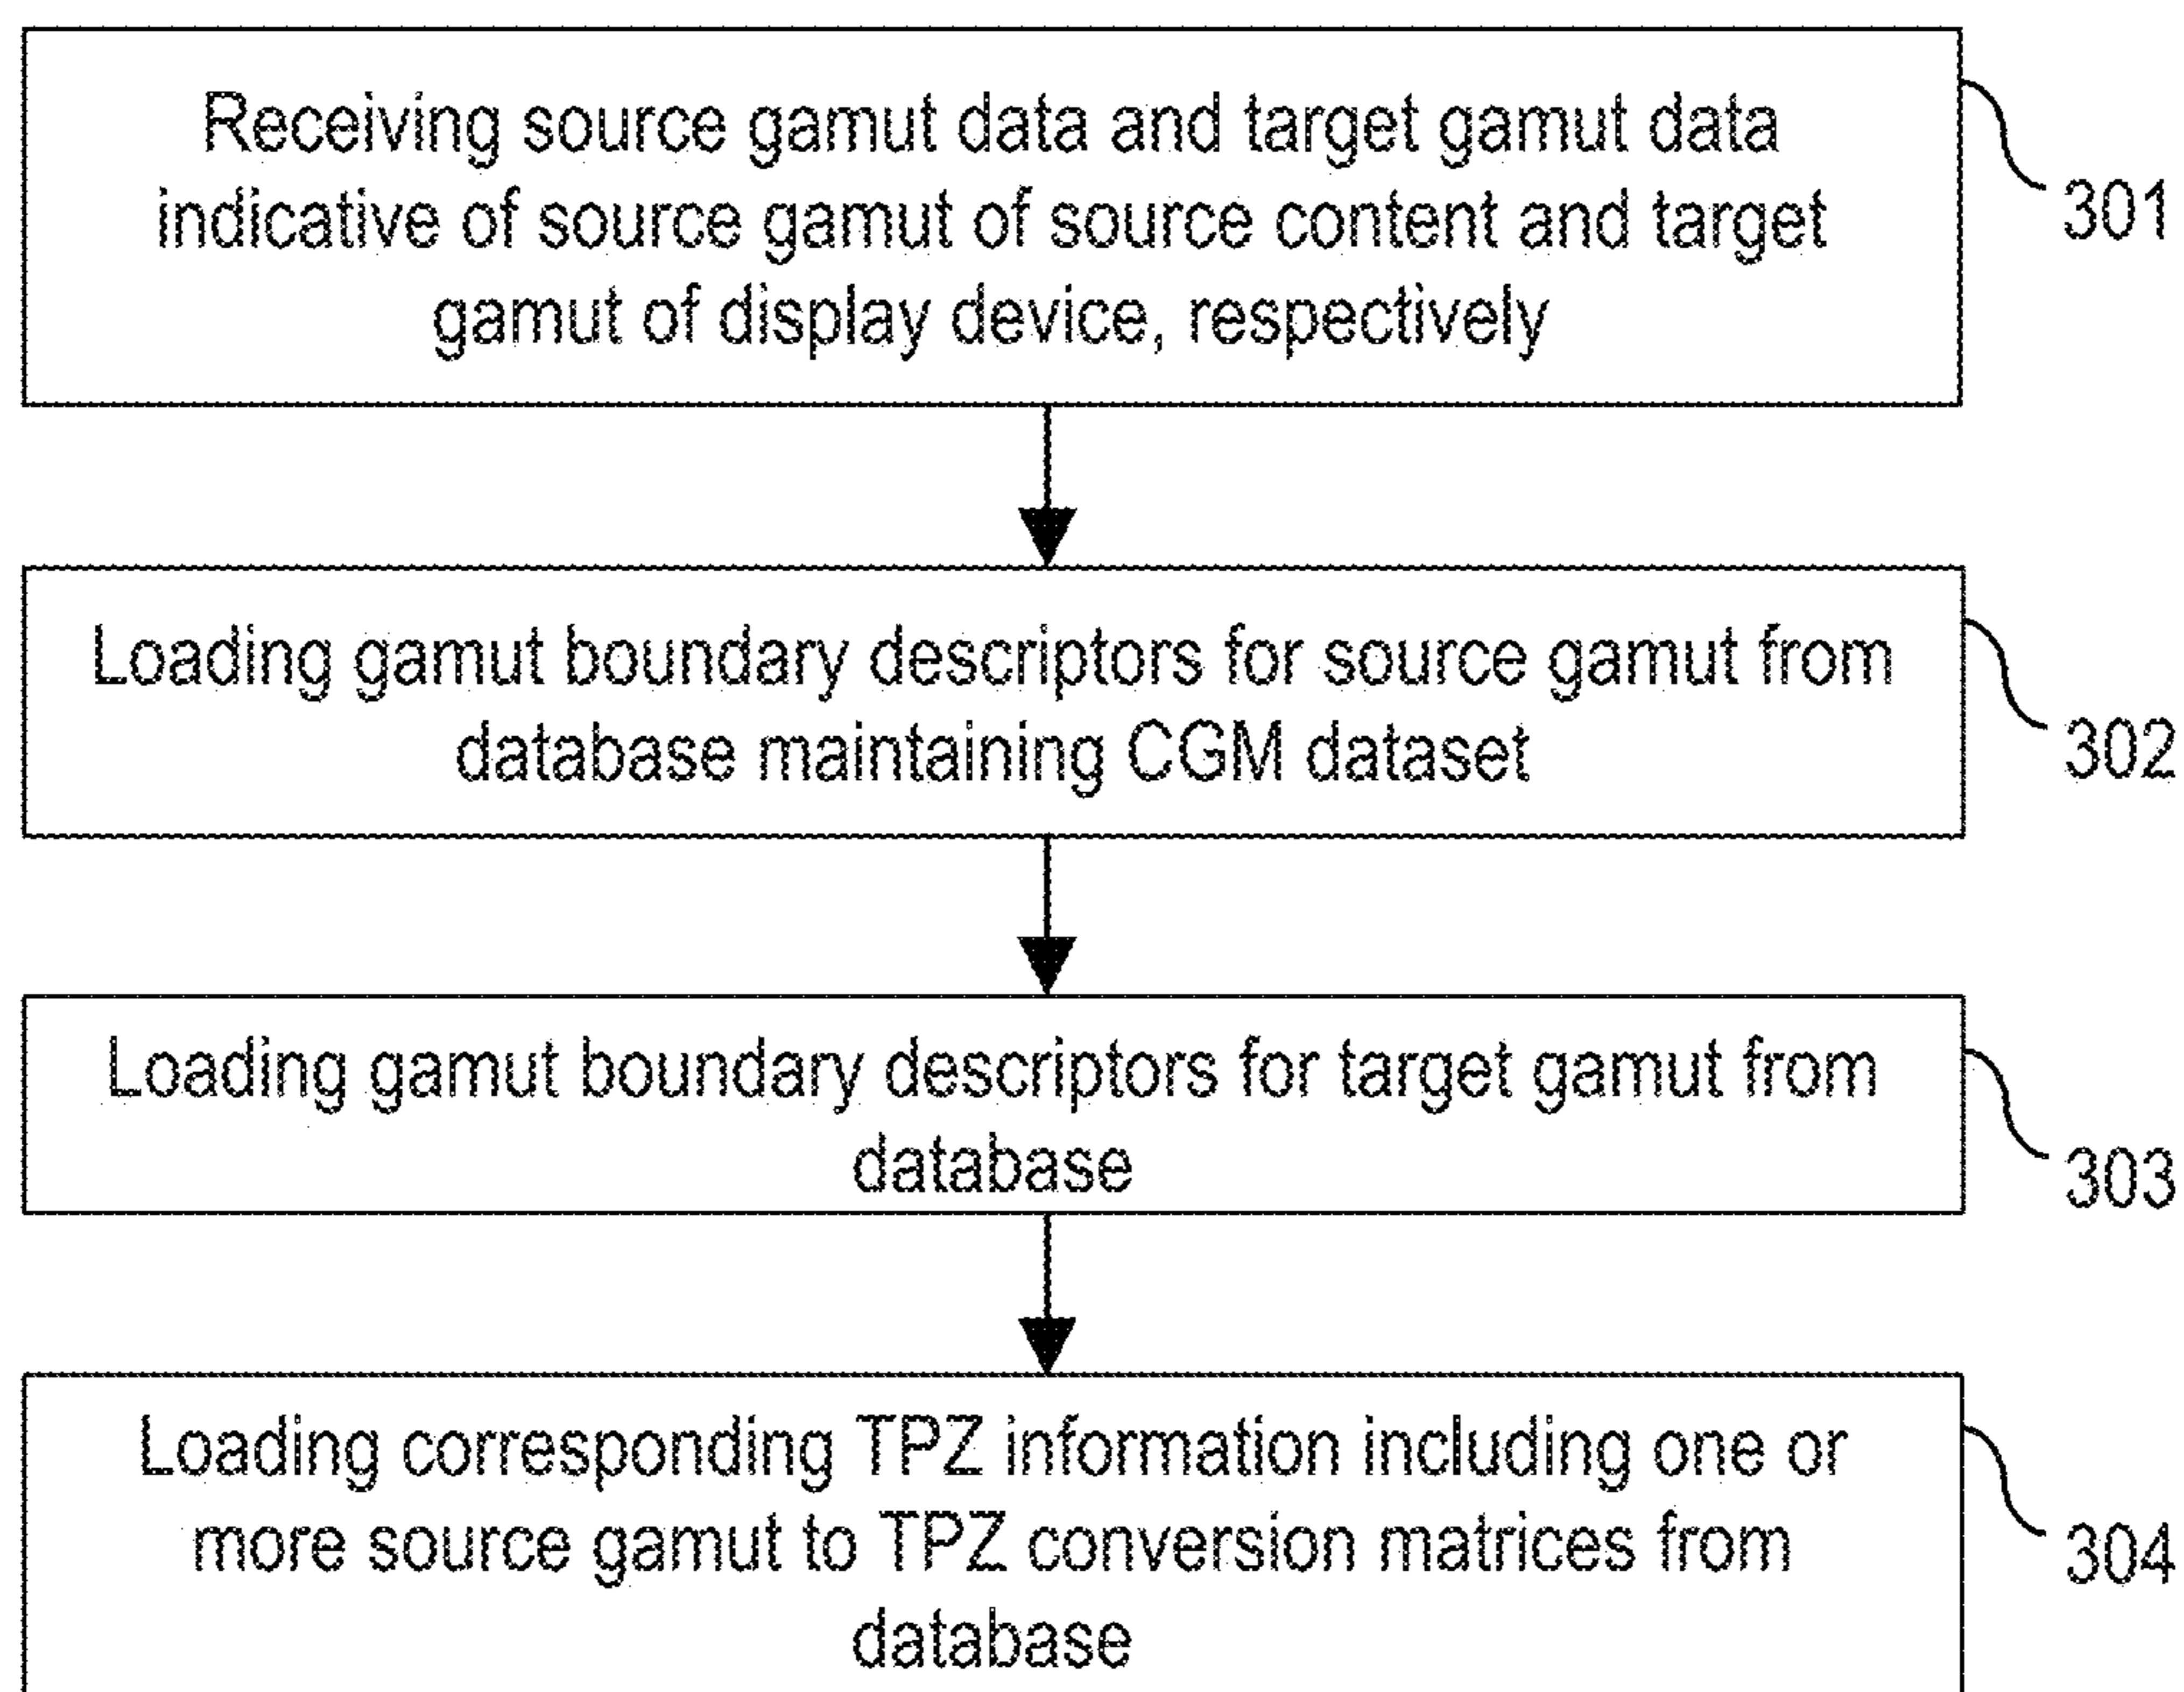 Receiving source gamut data and target gamut data
indicative of source gamut of source content and target
gamut of display device, respectively
301
Loading gamut boundary descriptors for source gamut from
database maintaining CGM dataset
302
Loading gamut boundary descriptors for target gamut from
database
303
Loading corresponding TPZ information including one or
more source gamut to TPZ conversion matrices from
database
304